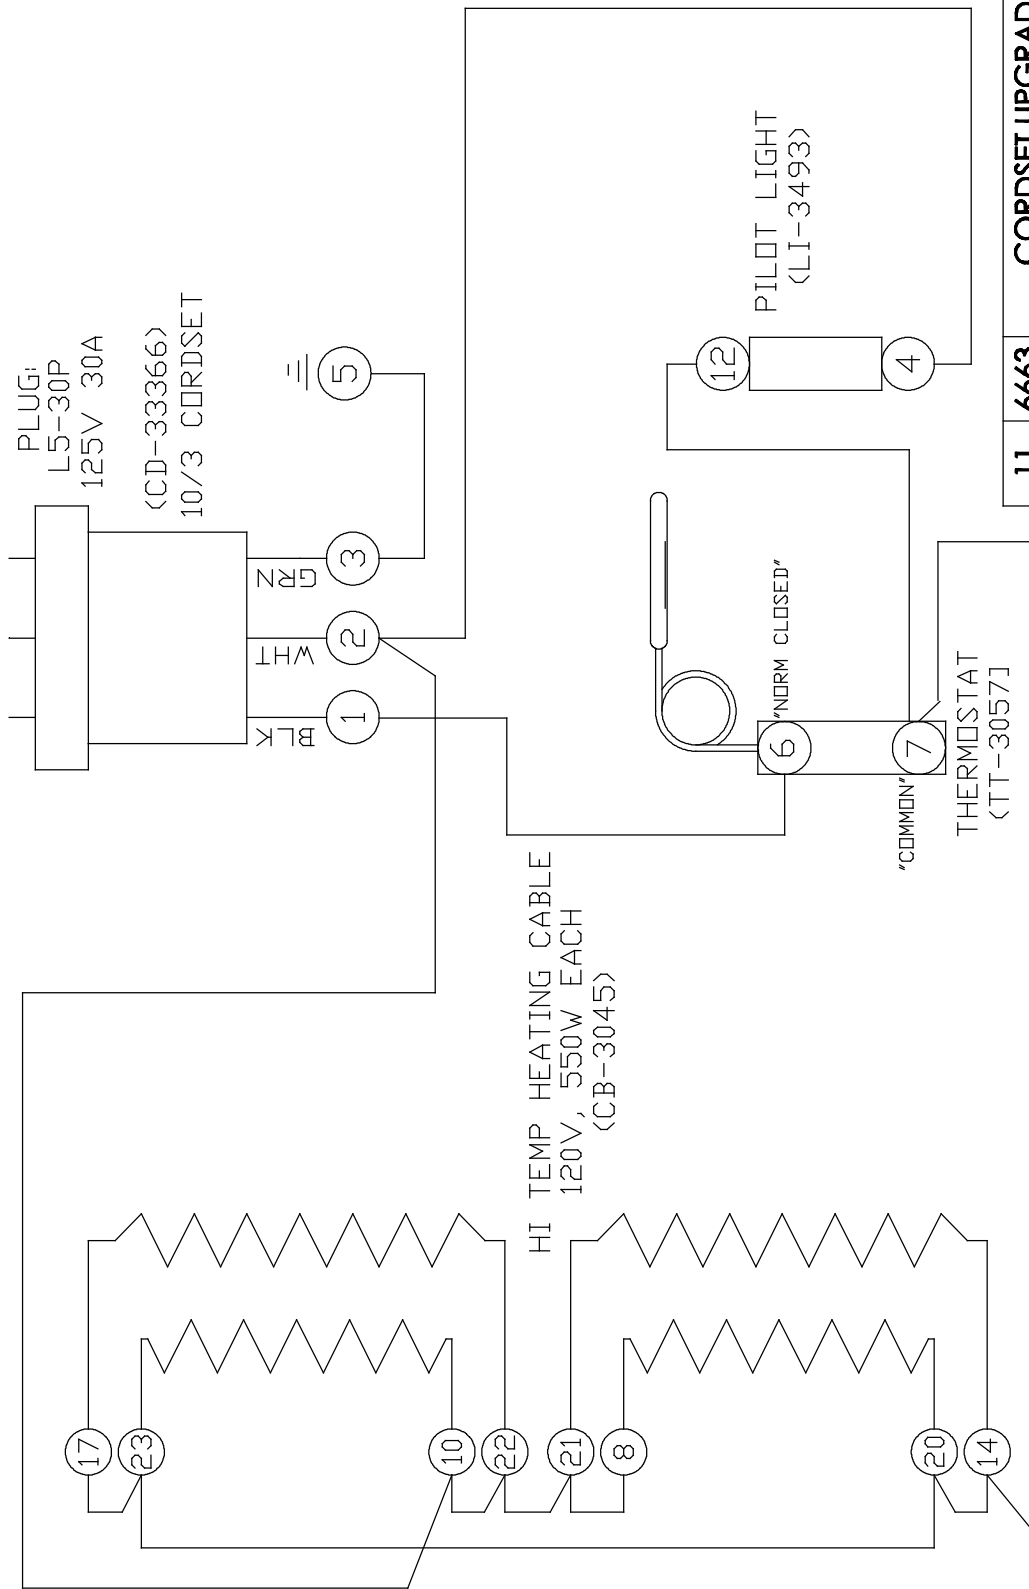 PLUG:
L5-30P
125V 30A
(CD-33366)
10/3 CORDSET
BLK
WHT
GRN
1
2
3
5
PILOT LIGHT
(LI-3493)
12
4
"NORM CLOSED"
6
7
"COMMON"
THERMOSTAT
(TT-3057]
HI TEMP HEATING CABLE
120V, 550W EACH
(CB-3045)
17
23
10
22
21
8
20
14
11
6663
CORDSET UPGRAD